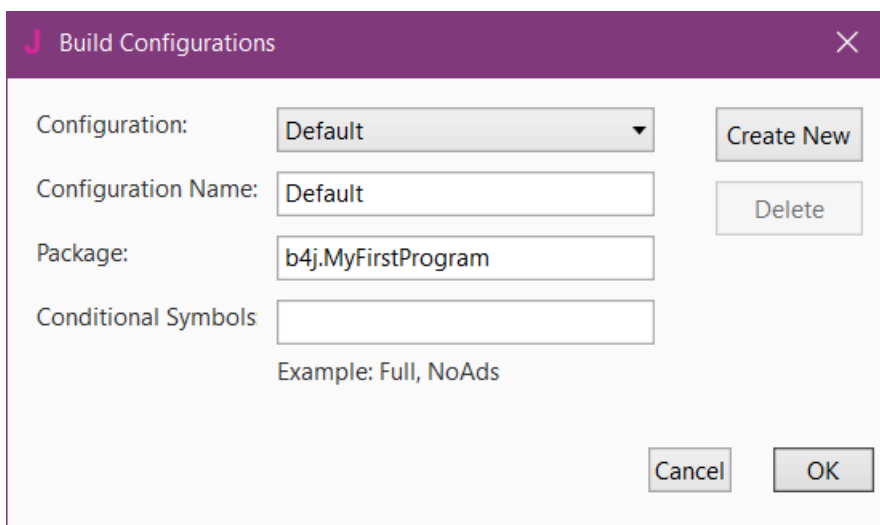 J Build Configurations
Configuration: Default Create New
Configuration Name: Default Delete
Package: b4j.MyFirstProgram
Conditional Symbols
Example: Full, NoAds
Cancel OK